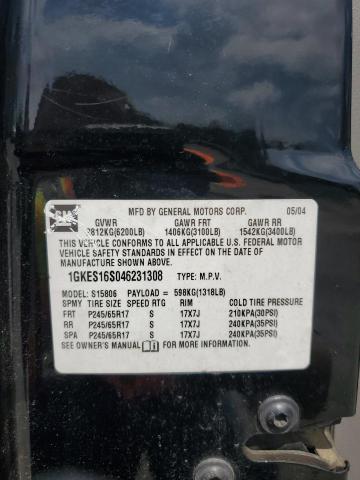 MFD BY GENERAL MOTORS CORP. 05/04
GVWR GAWR FRT GAWR RR
2812KG(6200LB) 1406KG(3100LB) 1542KG(3400LB)
THIS VEHICLE CONFORMS TO ALL APPLICABLE U.S. FEDERAL MOTOR
VEHICLE SAFETY STANDARDS IN EFFECT ON THE DATE OF
MANUFACTURE SHOWN ABOVE.
1GKES16S046231308 TYPE: M.P.V.
MODEL: S15806 PAYLOAD = 598KG(1318LB)
SPMY TIRE SIZE SPEED RTG RIM COLD TIRE PRESSURE
FRT P245/65R17 S 17X7J 210KPA(30PSI)
RR P245/65R17 S 17X7J 240KPA(35PSI)
SPA P245/65R17 S 17X7J 240KPA(35PSI)
SEE OWNER'S MANUAL FOR MORE INFORMATION